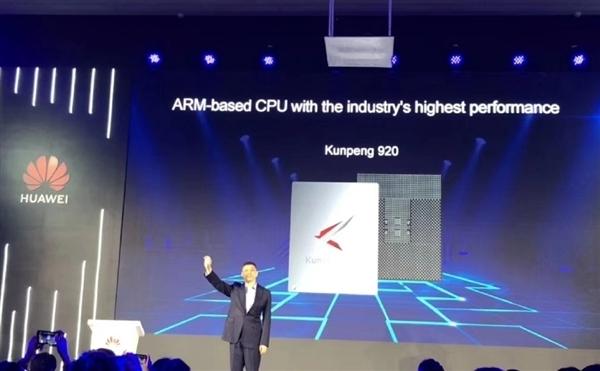 ARM-based CPU with the industry's highest performance
Kunpeng 920
HUAWEI